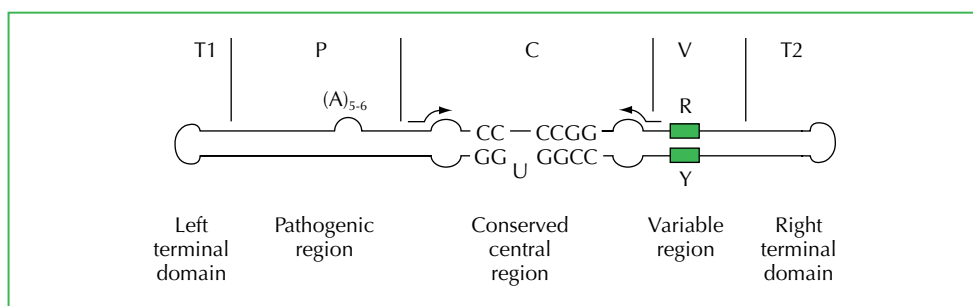 T1 P C V T2
(A)5-6
R
CC CCGG
GG U GGCC
Y
Left terminal domain
Pathogenic region
Conserved central region
Variable region
Right terminal domain